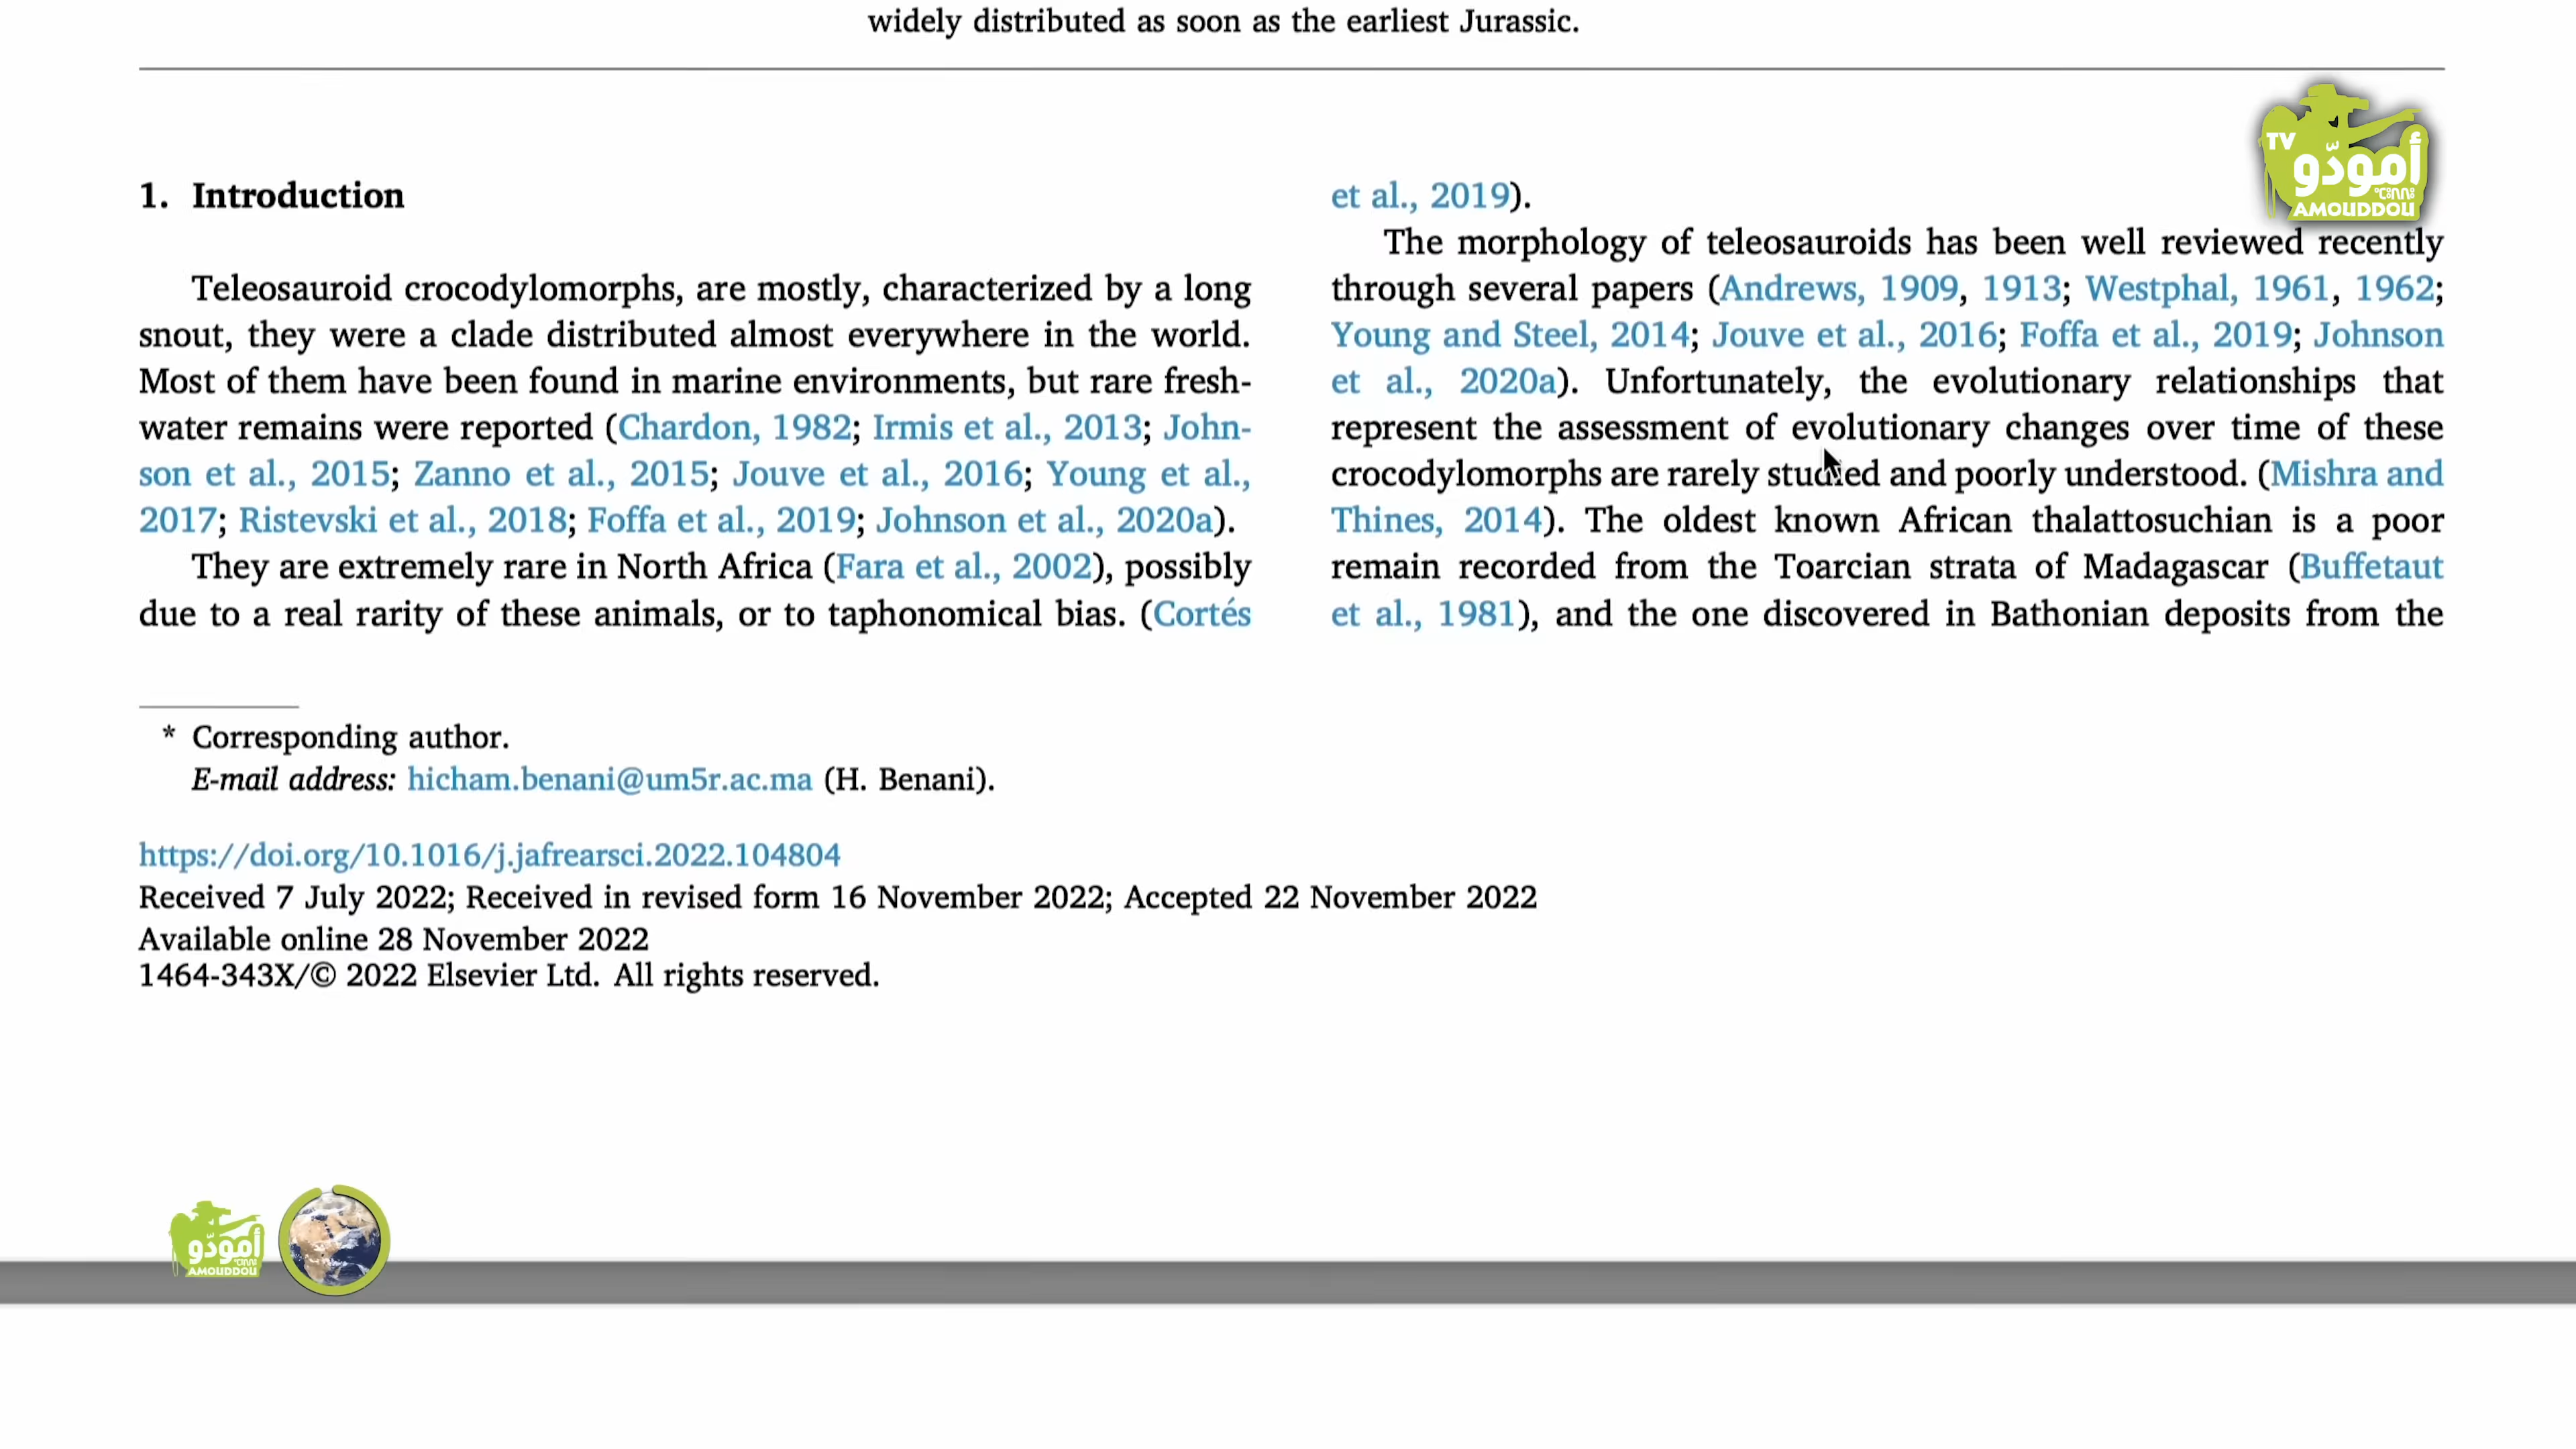 widely distributed as soon as the earliest Jurassic.
TV
أمودّو
ⴰⵎⵓⴷⴷⵓ
AMOUDDOU
1. Introduction
Teleosauroid crocodylomorphs, are mostly, characterized by a long
snout, they were a clade distributed almost everywhere in the world.
Most of them have been found in marine environments, but rare fresh-
water remains were reported (Chardon, 1982; Irmis et al., 2013; John-
son et al., 2015; Zanno et al., 2015; Jouve et al., 2016; Young et al.,
2017; Ristevski et al., 2018; Foffa et al., 2019; Johnson et al., 2020a).
They are extremely rare in North Africa (Fara et al., 2002), possibly
due to a real rarity of these animals, or to taphonomical bias. (Cortés
et al., 2019).
The morphology of teleosauroids has been well reviewed recently
through several papers (Andrews, 1909, 1913; Westphal, 1961, 1962;
Young and Steel, 2014; Jouve et al., 2016; Foffa et al., 2019; Johnson
et al., 2020a). Unfortunately, the evolutionary relationships that
represent the assessment of evolutionary changes over time of these
crocodylomorphs are rarely studied and poorly understood. (Mishra and
Thines, 2014). The oldest known African thalattosuchian is a poor
remain recorded from the Toarcian strata of Madagascar (Buffetaut
et al., 1981), and the one discovered in Bathonian deposits from the
* Corresponding author.
E-mail address: hicham.benani@um5r.ac.ma (H. Benani).
https://doi.org/10.1016/j.jafrearsci.2022.104804
Received 7 July 2022; Received in revised form 16 November 2022; Accepted 22 November 2022
Available online 28 November 2022
1464-343X/© 2022 Elsevier Ltd. All rights reserved.
أمودّو
AMOUDDOU